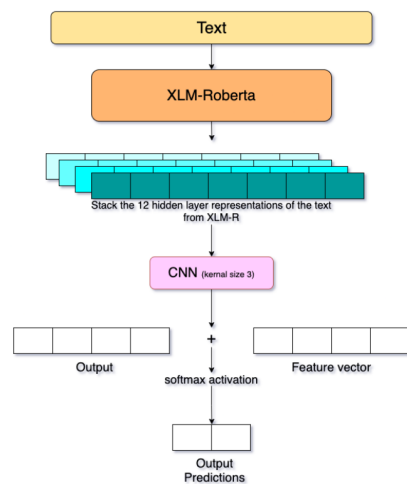 Text
XLM-Roberta
Stack the 12 hidden layer representations of the text
from XLM-R
CNN (kernal size 3)
+
Output
Feature vector
softmax activation
Output
Predictions